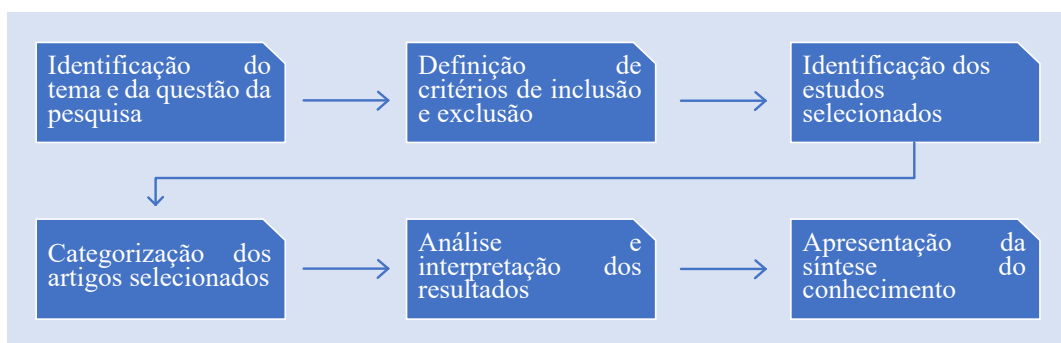 Identificação do
tema e da questão da
pesquisa
Definição de
critérios de inclusão
e exclusão
Identificação dos
estudos
selecionados
Categorização dos
artigos selecionados
Análise e
interpretação dos
resultados
Apresentação da
síntese do
conhecimento